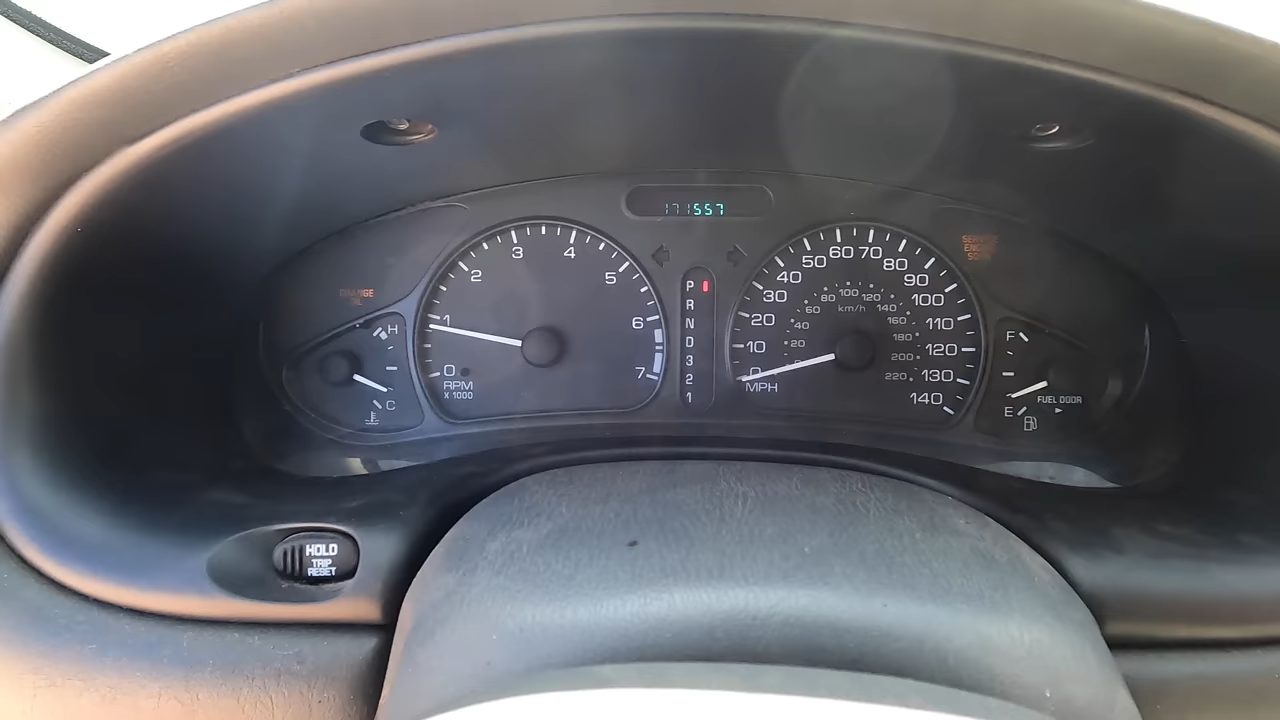 171557
CHANGE
OIL
H
C
0
1
2
3
4
5
6
7
RPM
X 1000
P
R
N
D
3
2
1
0
10
20
30
40
50
60
70
80
90
100
110
120
130
140
MPH
0
20
40
60
80
100
120
140
160
180
200
220
km/h
SERVICE
ENGINE
SOON
F
E
FUEL DOOR
HOLD
TRIP
RESET